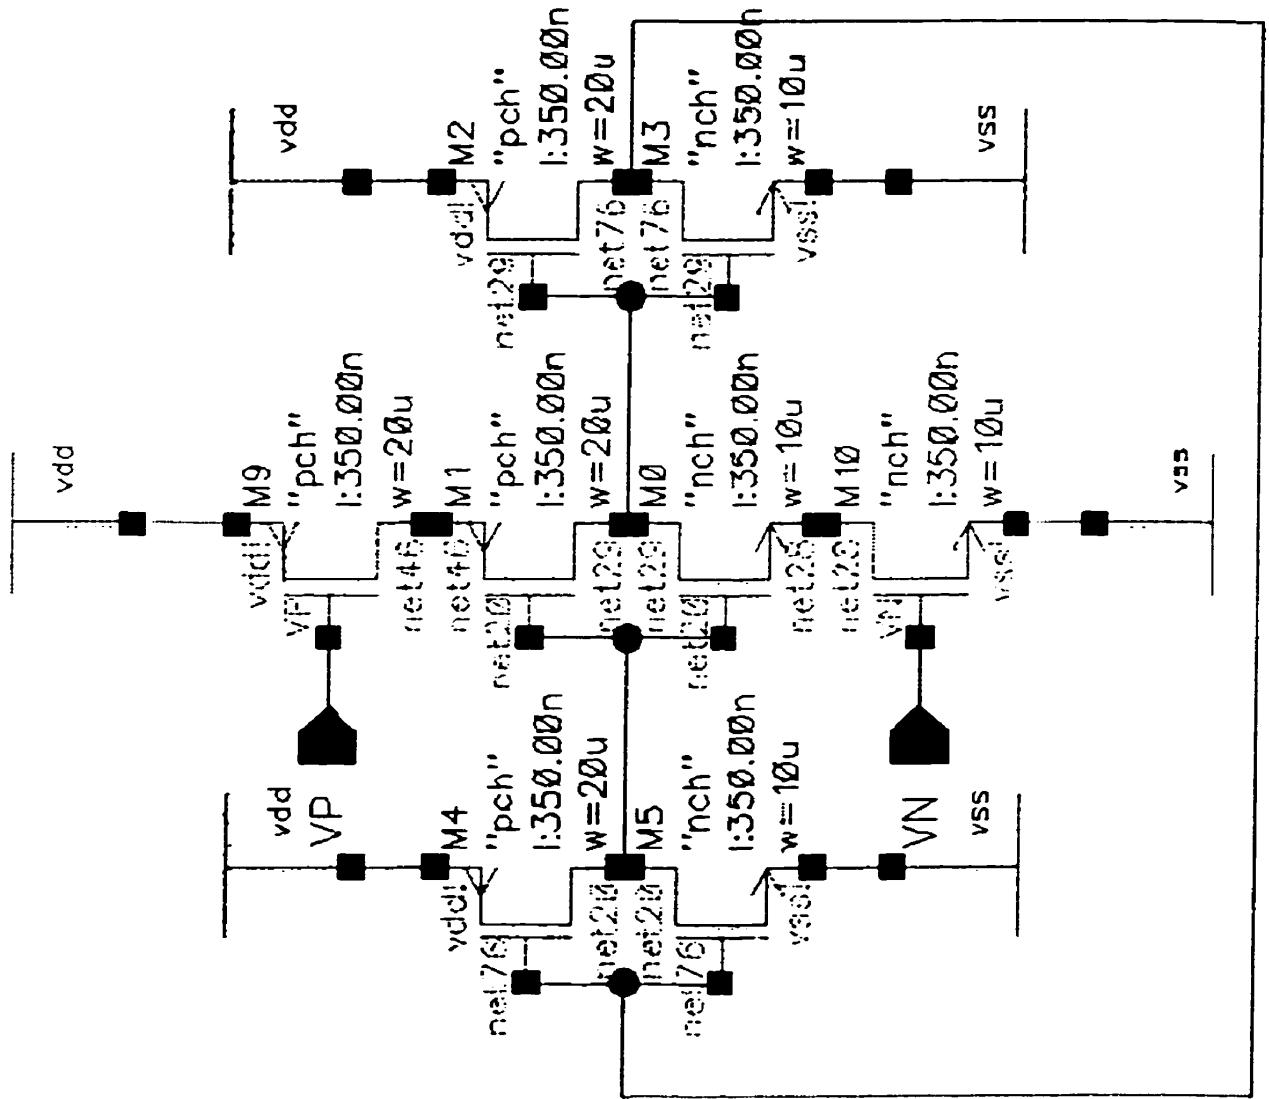 vdd
M9
"pch"
l:350.00n
w=20u
vdd!
VP
net46
M1
"pch"
l:350.00n
w=20u
net46
net20
net29
M0
"nch"
l:350.00n
w=10u
net29
net20
net28
M10
"nch"
l:350.00n
w=10u
net28
VN
vss!
vss
vdd
M2
"pch"
l:350.00n
w=20u
vdd!
net29
net76
M3
"nch"
l:350.00n
w=10u
net76
net29
vss!
vss
vdd
VP
M4
"pch"
l:350.00n
w=20u
vdd!
net76
net20
M5
"nch"
l:350.00n
w=10u
net20
net76
vss!
VN
vss